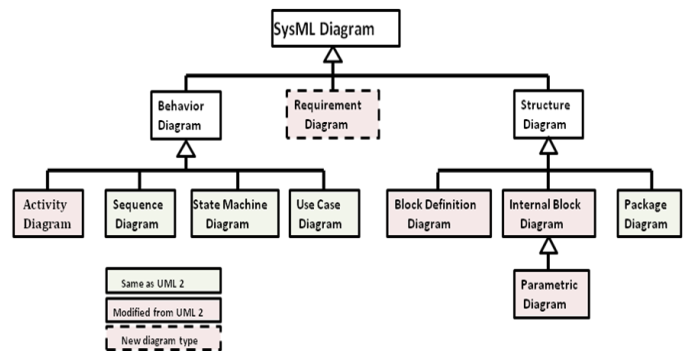 SysML Diagram
Behavior
Diagram
Requirement
Diagram
Structure
Diagram
Activity
Diagram
Sequence
Diagram
State Machine
Diagram
Use Case
Diagram
Block Definition
Diagram
Internal Block
Diagram
Package
Diagram
Parametric
Diagram
Same as UML 2
Modified from UML 2
New diagram type